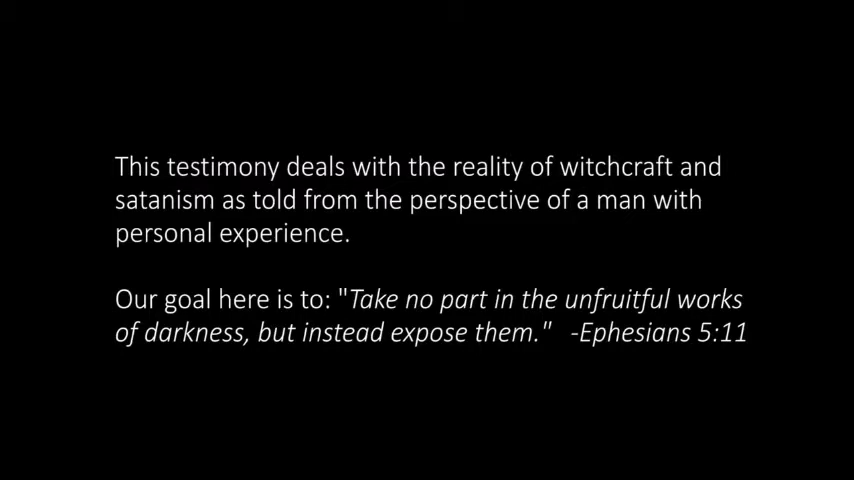 This testimony deals with the reality of witchcraft and
satanism as told from the perspective of a man with
personal experience.
Our goal here is to: "Take no part in the unfruitful works
of darkness, but instead expose them."   -Ephesians 5:11